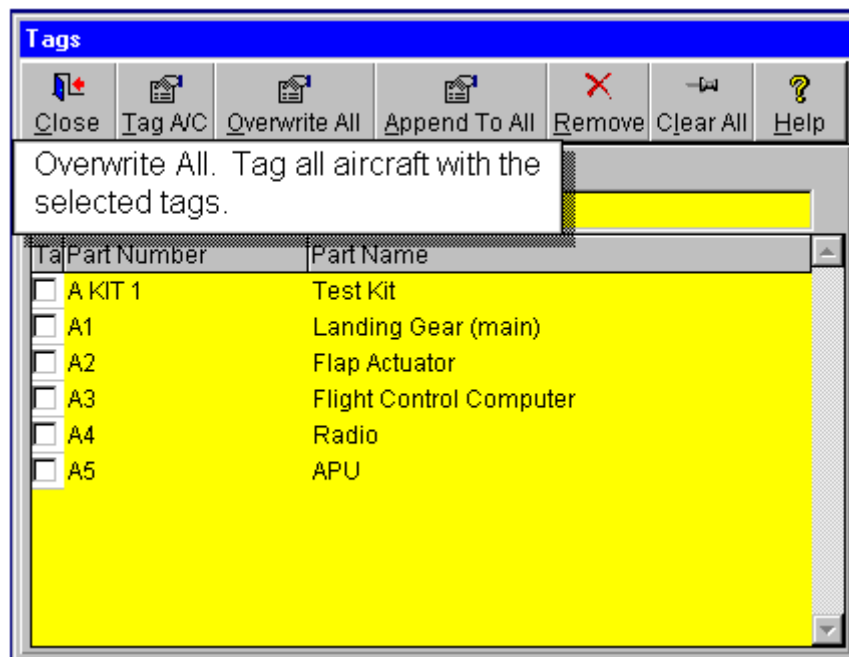 Tags
Close Tag A/C Overwrite All Append To All Remove Clear All Help
Overwrite All. Tag all aircraft with the
selected tags.
Ta Part Number Part Name
A KIT 1 Test Kit
A1 Landing Gear (main)
A2 Flap Actuator
A3 Flight Control Computer
A4 Radio
A5 APU